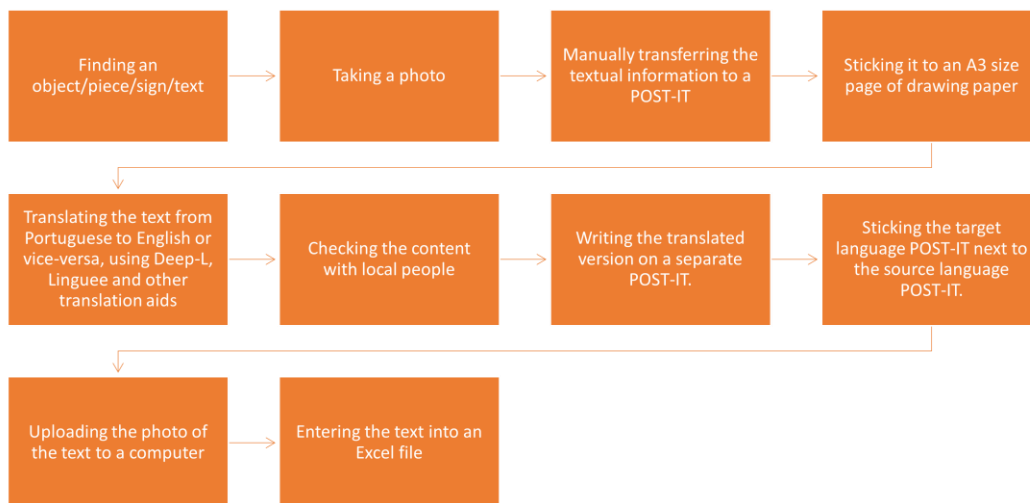 Finding an
object/piece/sign/text
Taking a photo
Manually transferring the
textual information to a
POST-IT
Sticking it to an A3 size
page of drawing paper
Translating the text from
Portuguese to English or
vice-versa, using Deep-L,
Linguee and other
translation aids
Checking the content
with local people
Writing the translated
version on a separate
POST-IT.
Sticking the target
language POST-IT next to
the source language
POST-IT.
Uploading the photo of
the text to a computer
Entering the text into an
Excel file